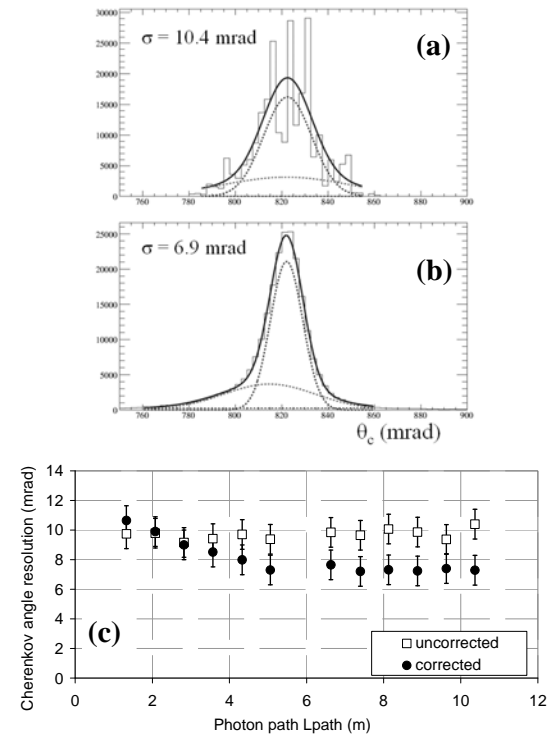 30000
25000
20000
15000
10000
5000
0
σ = 10.4 mrad
(a)
760 780 800 820 840 860 880 900
25000
20000
15000
10000
5000
0
σ = 6.9 mrad
(b)
760 780 800 820 840 860 880 900
θc (mrad)
Cherenkov angle resolution (mrad)
14
12
10
8
6
4
2
0
(c)
uncorrected
corrected
0 2 4 6 8 10 12
Photon path Lpath (m)